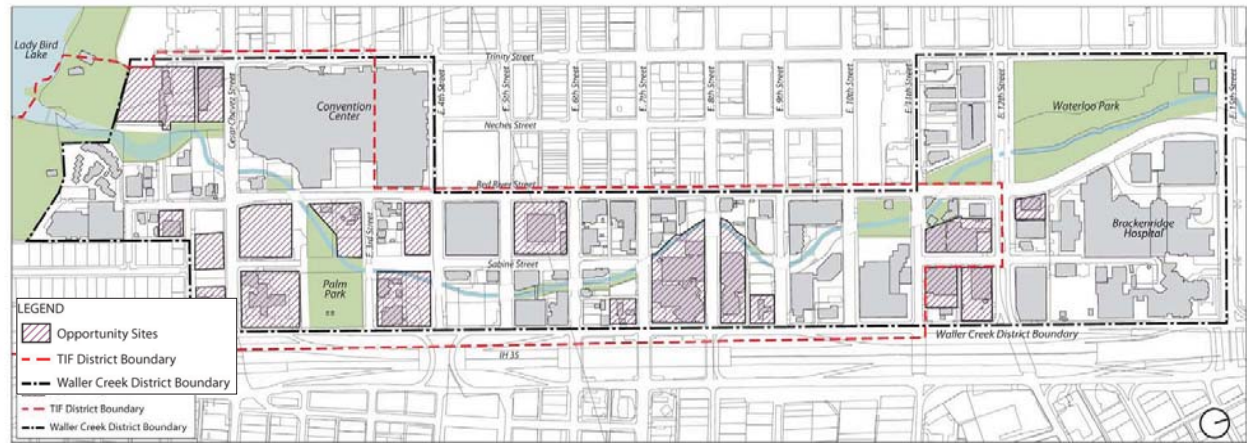 Lady Bird
Lake
Trinity Street
Cesar Chavez Street
Convention
Center
E. 4th Street
E. 5th Street
E. 6th Street
E. 7th Street
E. 8th Street
E. 9th Street
E. 10th Street
E. 11th Street
E. 12th Street
E. 15th Street
Waterloo Park
Neches Street
Red River Street
E. 3rd Street
Sabine Street
Palm
Park
Brackenridge
Hospital
Waller Creek District Boundary
IH 35
LEGEND
Opportunity Sites
TIF District Boundary
Waller Creek District Boundary
TIF District Boundary
Waller Creek District Boundary